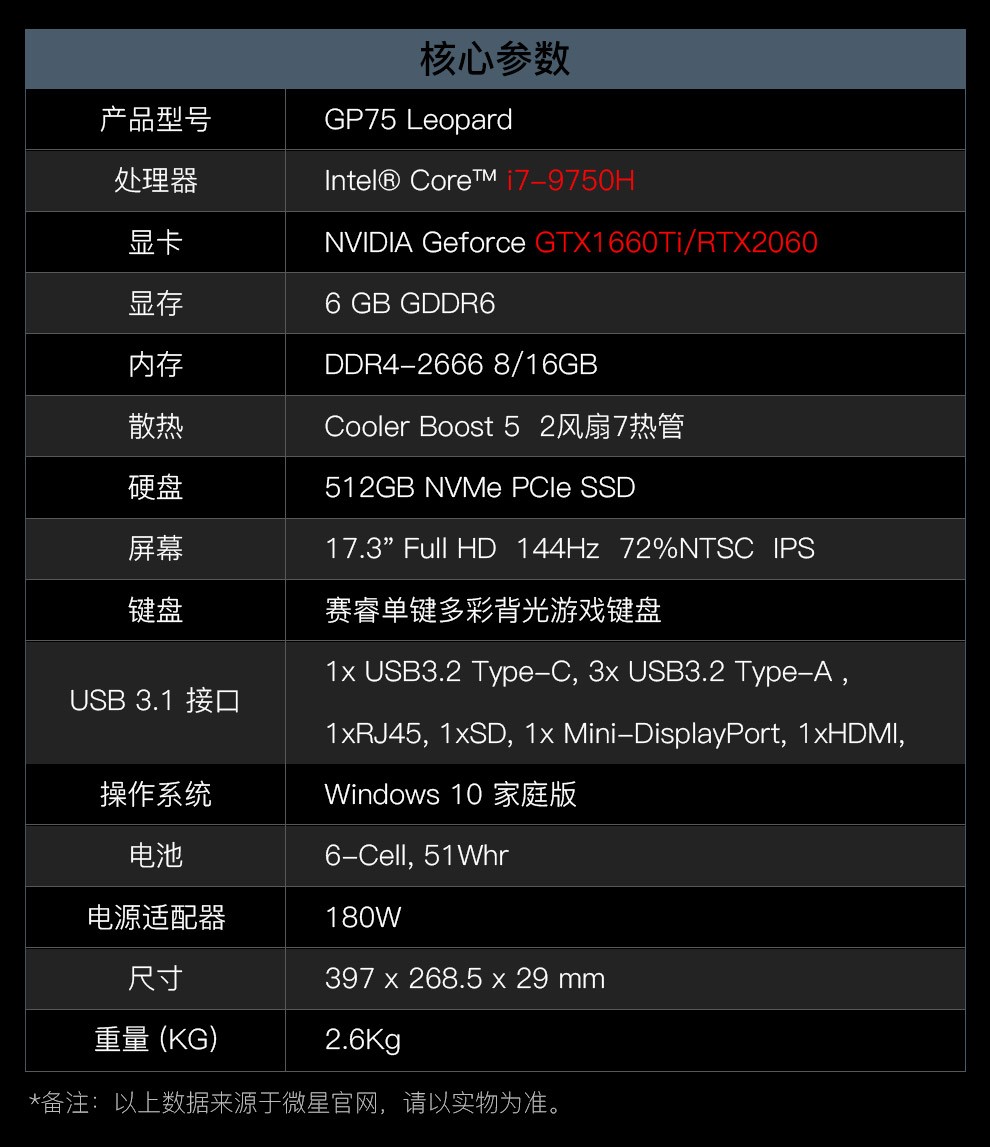 核心参数
产品型号 GP75 Leopard
处理器 Intel® Core™ i7-9750H
显卡 NVIDIA Geforce GTX1660Ti/RTX2060
显存 6 GB GDDR6
内存 DDR4-2666 8/16GB
散热 Cooler Boost 5 2风扇7热管
硬盘 512GB NVMe PCIe SSD
屏幕 17.3” Full HD 144Hz 72%NTSC IPS
键盘 赛睿单键多彩背光游戏键盘
USB 3.1 接口 1x USB3.2 Type-C, 3x USB3.2 Type-A ,
1xRJ45, 1xSD, 1x Mini-DisplayPort, 1xHDMI,
操作系统 Windows 10 家庭版
电池 6-Cell, 51Whr
电源适配器 180W
尺寸 397 x 268.5 x 29 mm
重量 (KG) 2.6Kg
*备注：以上数据来源于微星官网，请以实物为准。